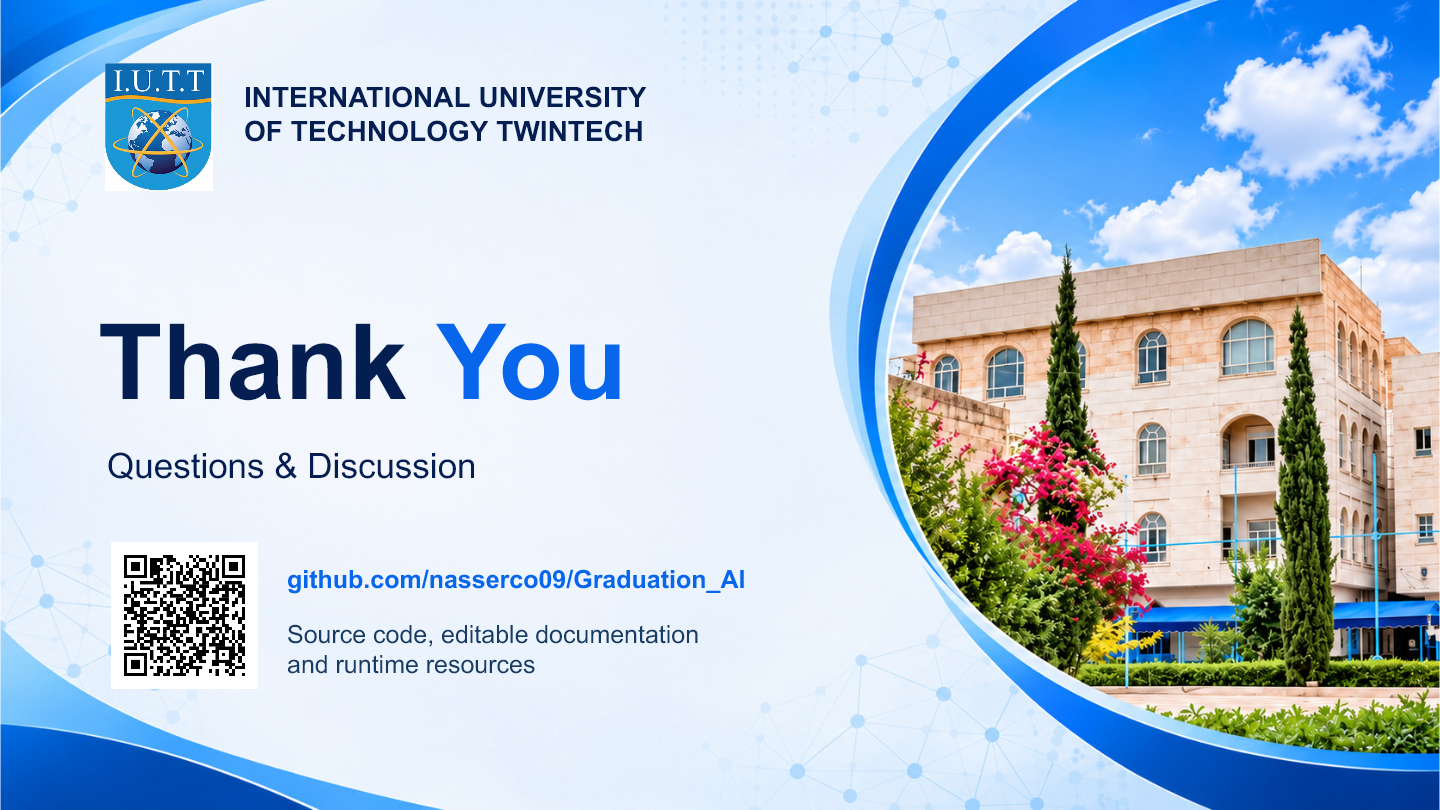 I.U.T.T
INTERNATIONAL UNIVERSITY
OF TECHNOLOGY TWINTECH
Thank You
Questions & Discussion
github.com/nasserco09/Graduation_AI
Source code, editable documentation
and runtime resources